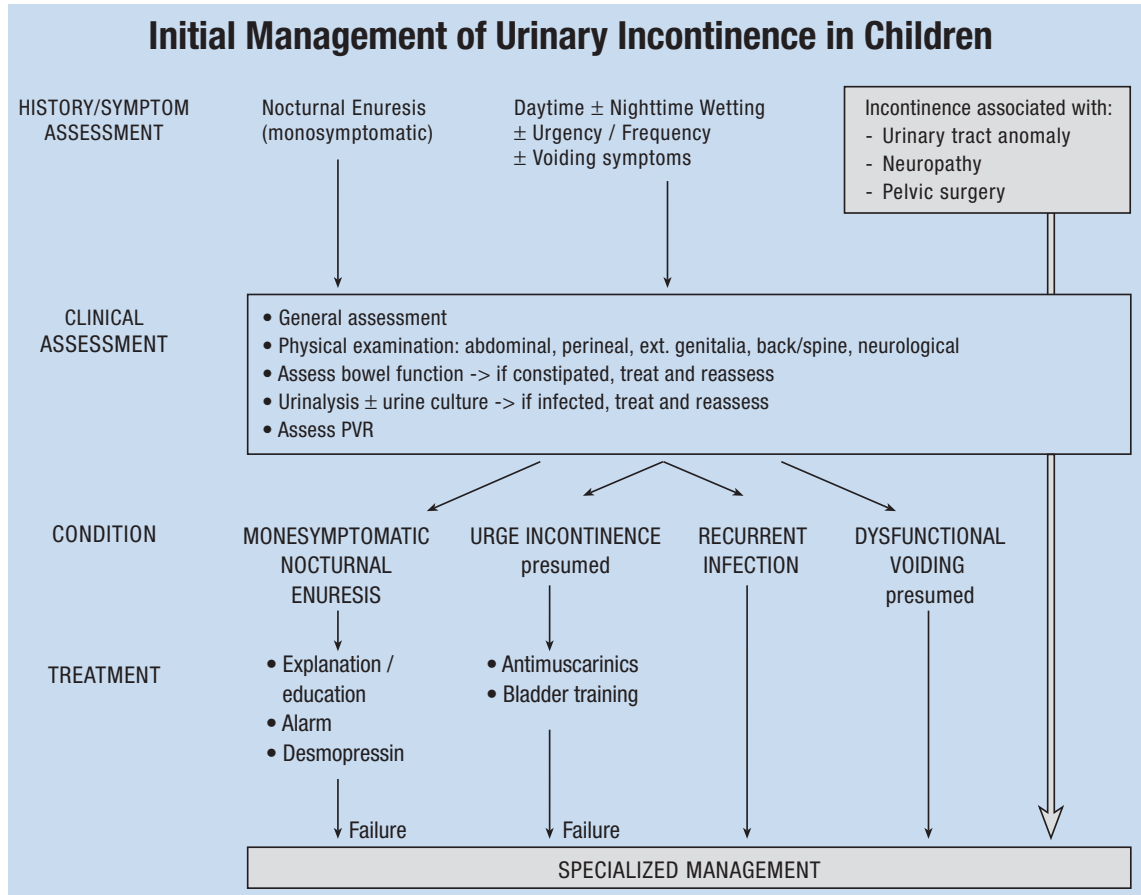 Initial Management of Urinary Incontinence in Children
HISTORY/SYMPTOM
ASSESSMENT
Nocturnal Enuresis
(monosymptomatic)
Daytime ± Nighttime Wetting
± Urgency / Frequency
± Voiding symptoms
Incontinence associated with:
- Urinary tract anomaly
- Neuropathy
- Pelvic surgery
CLINICAL
ASSESSMENT
• General assessment
• Physical examination: abdominal, perineal, ext. genitalia, back/spine, neurological
• Assess bowel function -> if constipated, treat and reassess
• Urinalysis ± urine culture -> if infected, treat and reassess
• Assess PVR
CONDITION
MONESYMPTOMATIC
NOCTURNAL
ENURESIS
URGE INCONTINENCE
presumed
RECURRENT
INFECTION
DYSFUNCTIONAL
VOIDING
presumed
TREATMENT
• Explanation /
education
• Alarm
• Desmopressin
• Antimuscarinics
• Bladder training
Failure
Failure
SPECIALIZED MANAGEMENT